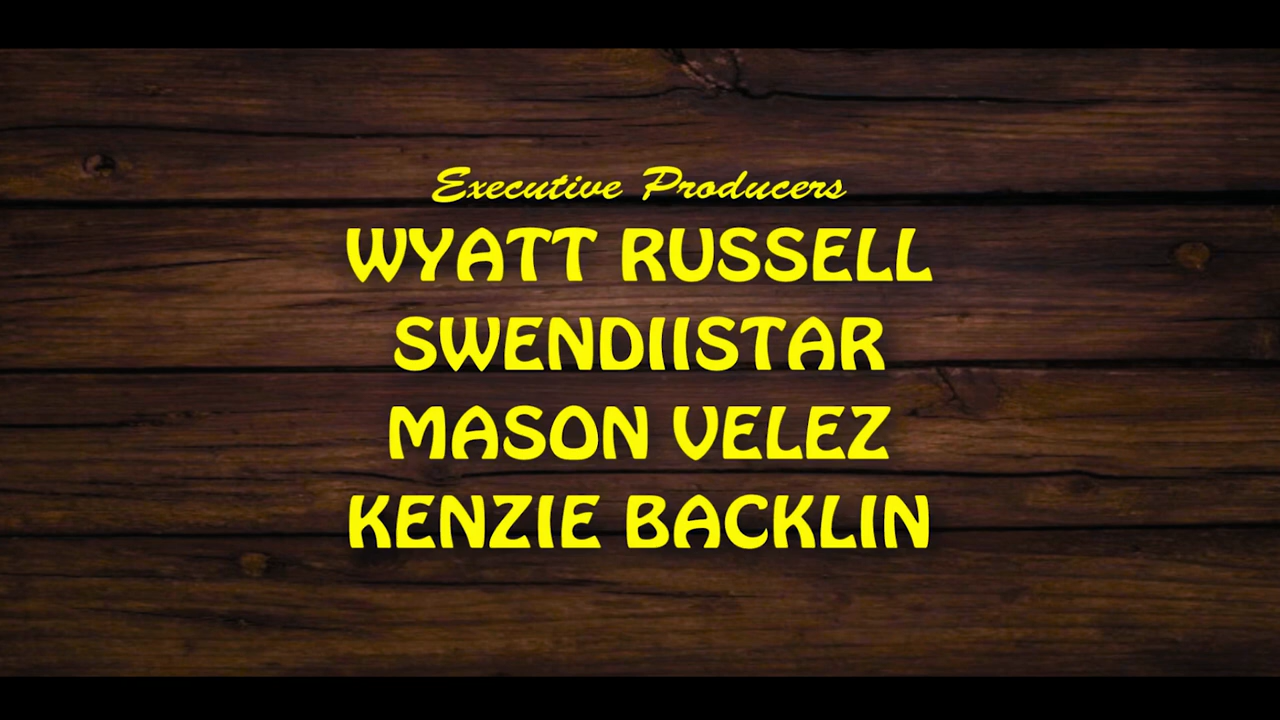 Executive Producers
WYATT RUSSELL
SWENDIISTAR
MASON VELEZ
KENZIE BACKLIN